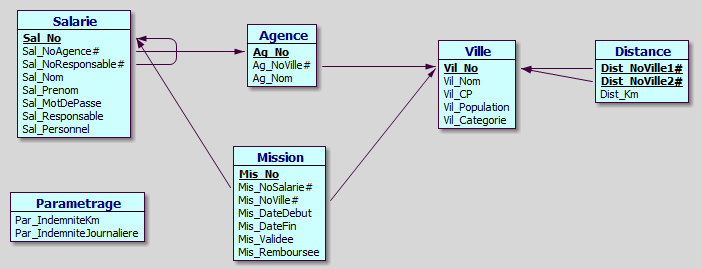 Salarie
Sal_No
Sal_NoAgence#
Sal_NoResponsable#
Sal_Nom
Sal_Prenom
Sal_MotDePasse
Sal_Responsable
Sal_Personnel
Agence
Ag_No
Ag_NoVille#
Ag_Nom
Ville
Vil_No
Vil_Nom
Vil_CP
Vil_Population
Vil_Categorie
Distance
Dist_NoVille1#
Dist_NoVille2#
Dist_Km
Mission
Mis_No
Mis_NoSalarie#
Mis_NoVille#
Mis_DateDebut
Mis_DateFin
Mis_Validee
Mis_Remboursee
Parametrage
Par_IndemniteKm
Par_IndemniteJournaliere